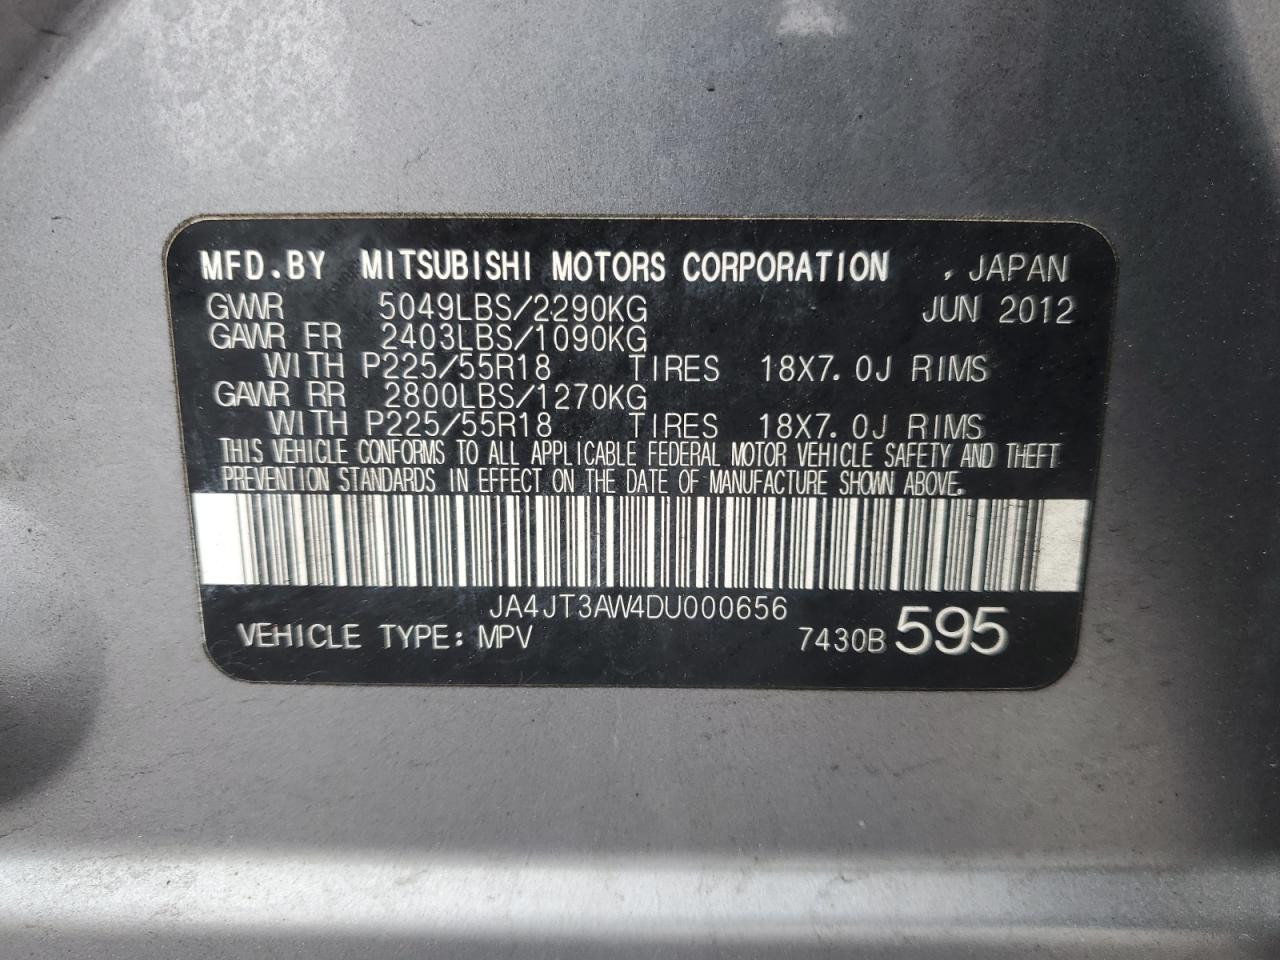 MFD.BY MITSUBISHI MOTORS CORPORATION , JAPAN
GVWR 5049LBS/2290KG JUN 2012
GAWR FR 2403LBS/1090KG
WITH P225/55R18 TIRES 18X7.0J RIMS
GAWR RR 2800LBS/1270KG
WITH P225/55R18 TIRES 18X7.0J RIMS
THIS VEHICLE CONFORMS TO ALL APPLICABLE FEDERAL MOTOR VEHICLE SAFETY AND THEFT
PREVENTION STANDARDS IN EFFECT ON THE DATE OF MANUFACTURE SHOWN ABOVE.
JA4JT3AW4DU000656
VEHICLE TYPE: MPV 7430B 595